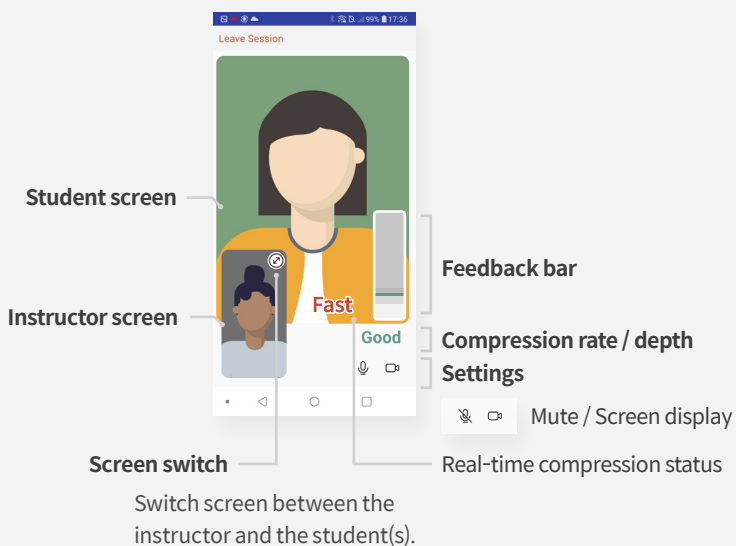 99% 17:36
Leave Session
Student screen
Feedback bar
Instructor screen
Fast
Good
Compression rate / depth
Settings
Mute / Screen display
Screen switch
Real-time compression status
Switch screen between the
instructor and the student(s).